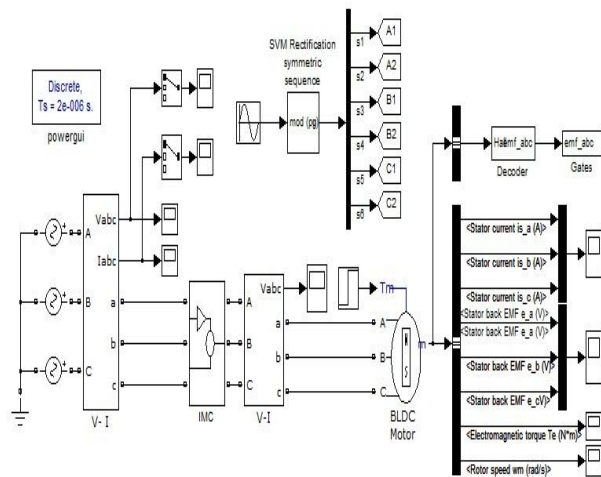 Discrete,
Ts = 2e-006 s.
powergui
SVM Rectification
symmetric
sequence
mod (pg)
s1
s2
s3
s4
s5
s6
A1
A2
B1
B2
C1
C2
emf_abc
Decoder
emf_abc
Gates
Vabc
Iabc
A
B
C
a
b
c
V- I
IMC
A
B
C
Vabc
a
b
c
V-I
Tm
A
B
C
N
S
m
BLDC
Motor
<Stator current is_a (A)>
<Stator current is_b (A)>
<Stator current is_c (A)>
<Stator back EMF e_a (V)>
<Stator back EMF e_a (V)>
<Stator back EMF e_b (V)>
<Stator back EMF e_cV)>
<Electromagnetic torque Te (N*m)>
<Rotor speed wm (rad/s)>